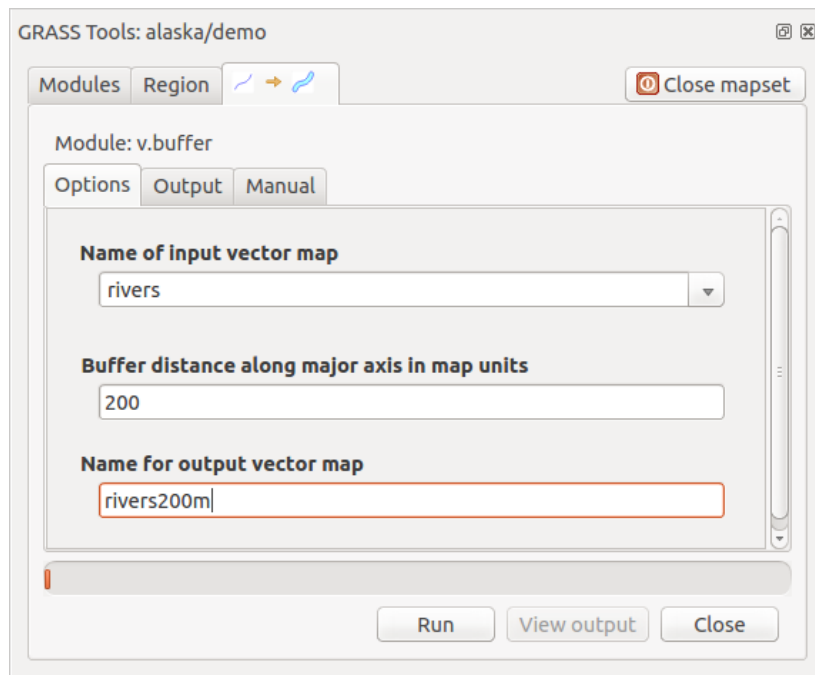 GRASS Tools: alaska/demo
Modules Region Close mapset
Module: v.buffer
Options Output Manual
Name of input vector map
rivers
Buffer distance along major axis in map units
200
Name for output vector map
rivers200m
Run View output Close